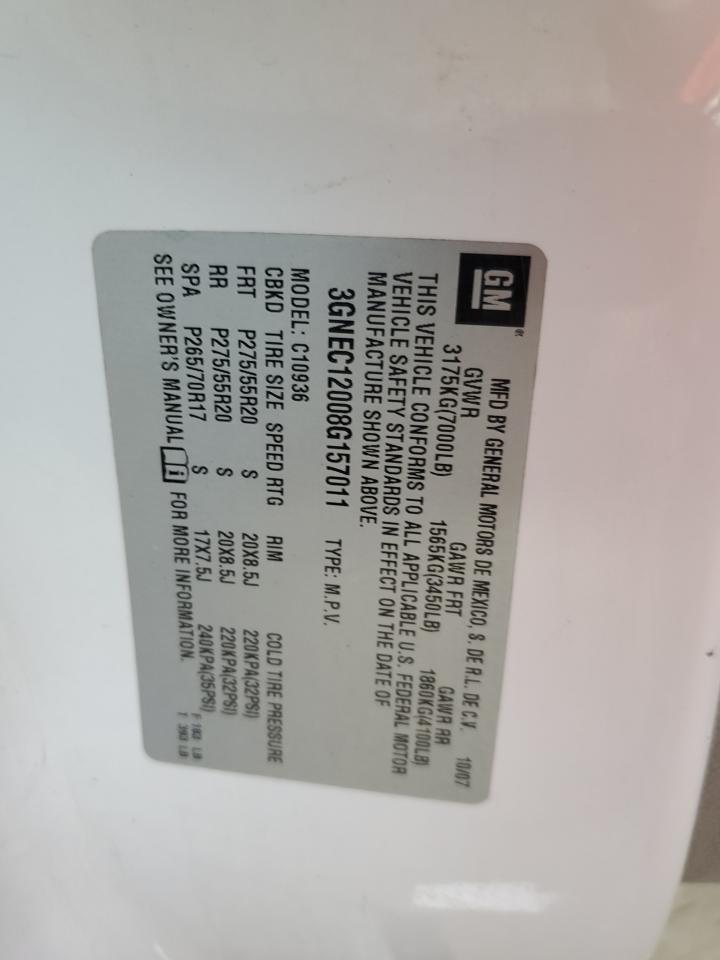 GM
MFD BY GENERAL MOTORS DE MEXICO, S. DE R.L. DE C.V. 10/07
GVWR GAWR FRT GAWR RR
3175KG(7000LB) 1565KG(3450LB) 1860KG(4100LB)
THIS VEHICLE CONFORMS TO ALL APPLICABLE U.S. FEDERAL MOTOR
VEHICLE SAFETY STANDARDS IN EFFECT ON THE DATE OF
MANUFACTURE SHOWN ABOVE.
3GNEC12008G157011 TYPE: M.P.V.
MODEL: C10936
CBKD TIRE SIZE SPEED RTG RIM COLD TIRE PRESSURE
FRT P275/55R20 S 20X8.5J 220KPA(32PSI)
RR P275/55R20 S 20X8.5J 220KPA(32PSI)
SPA P265/70R17 S 17X7.5J 240KPA(35PSI)
SEE OWNER'S MANUAL FOR MORE INFORMATION.